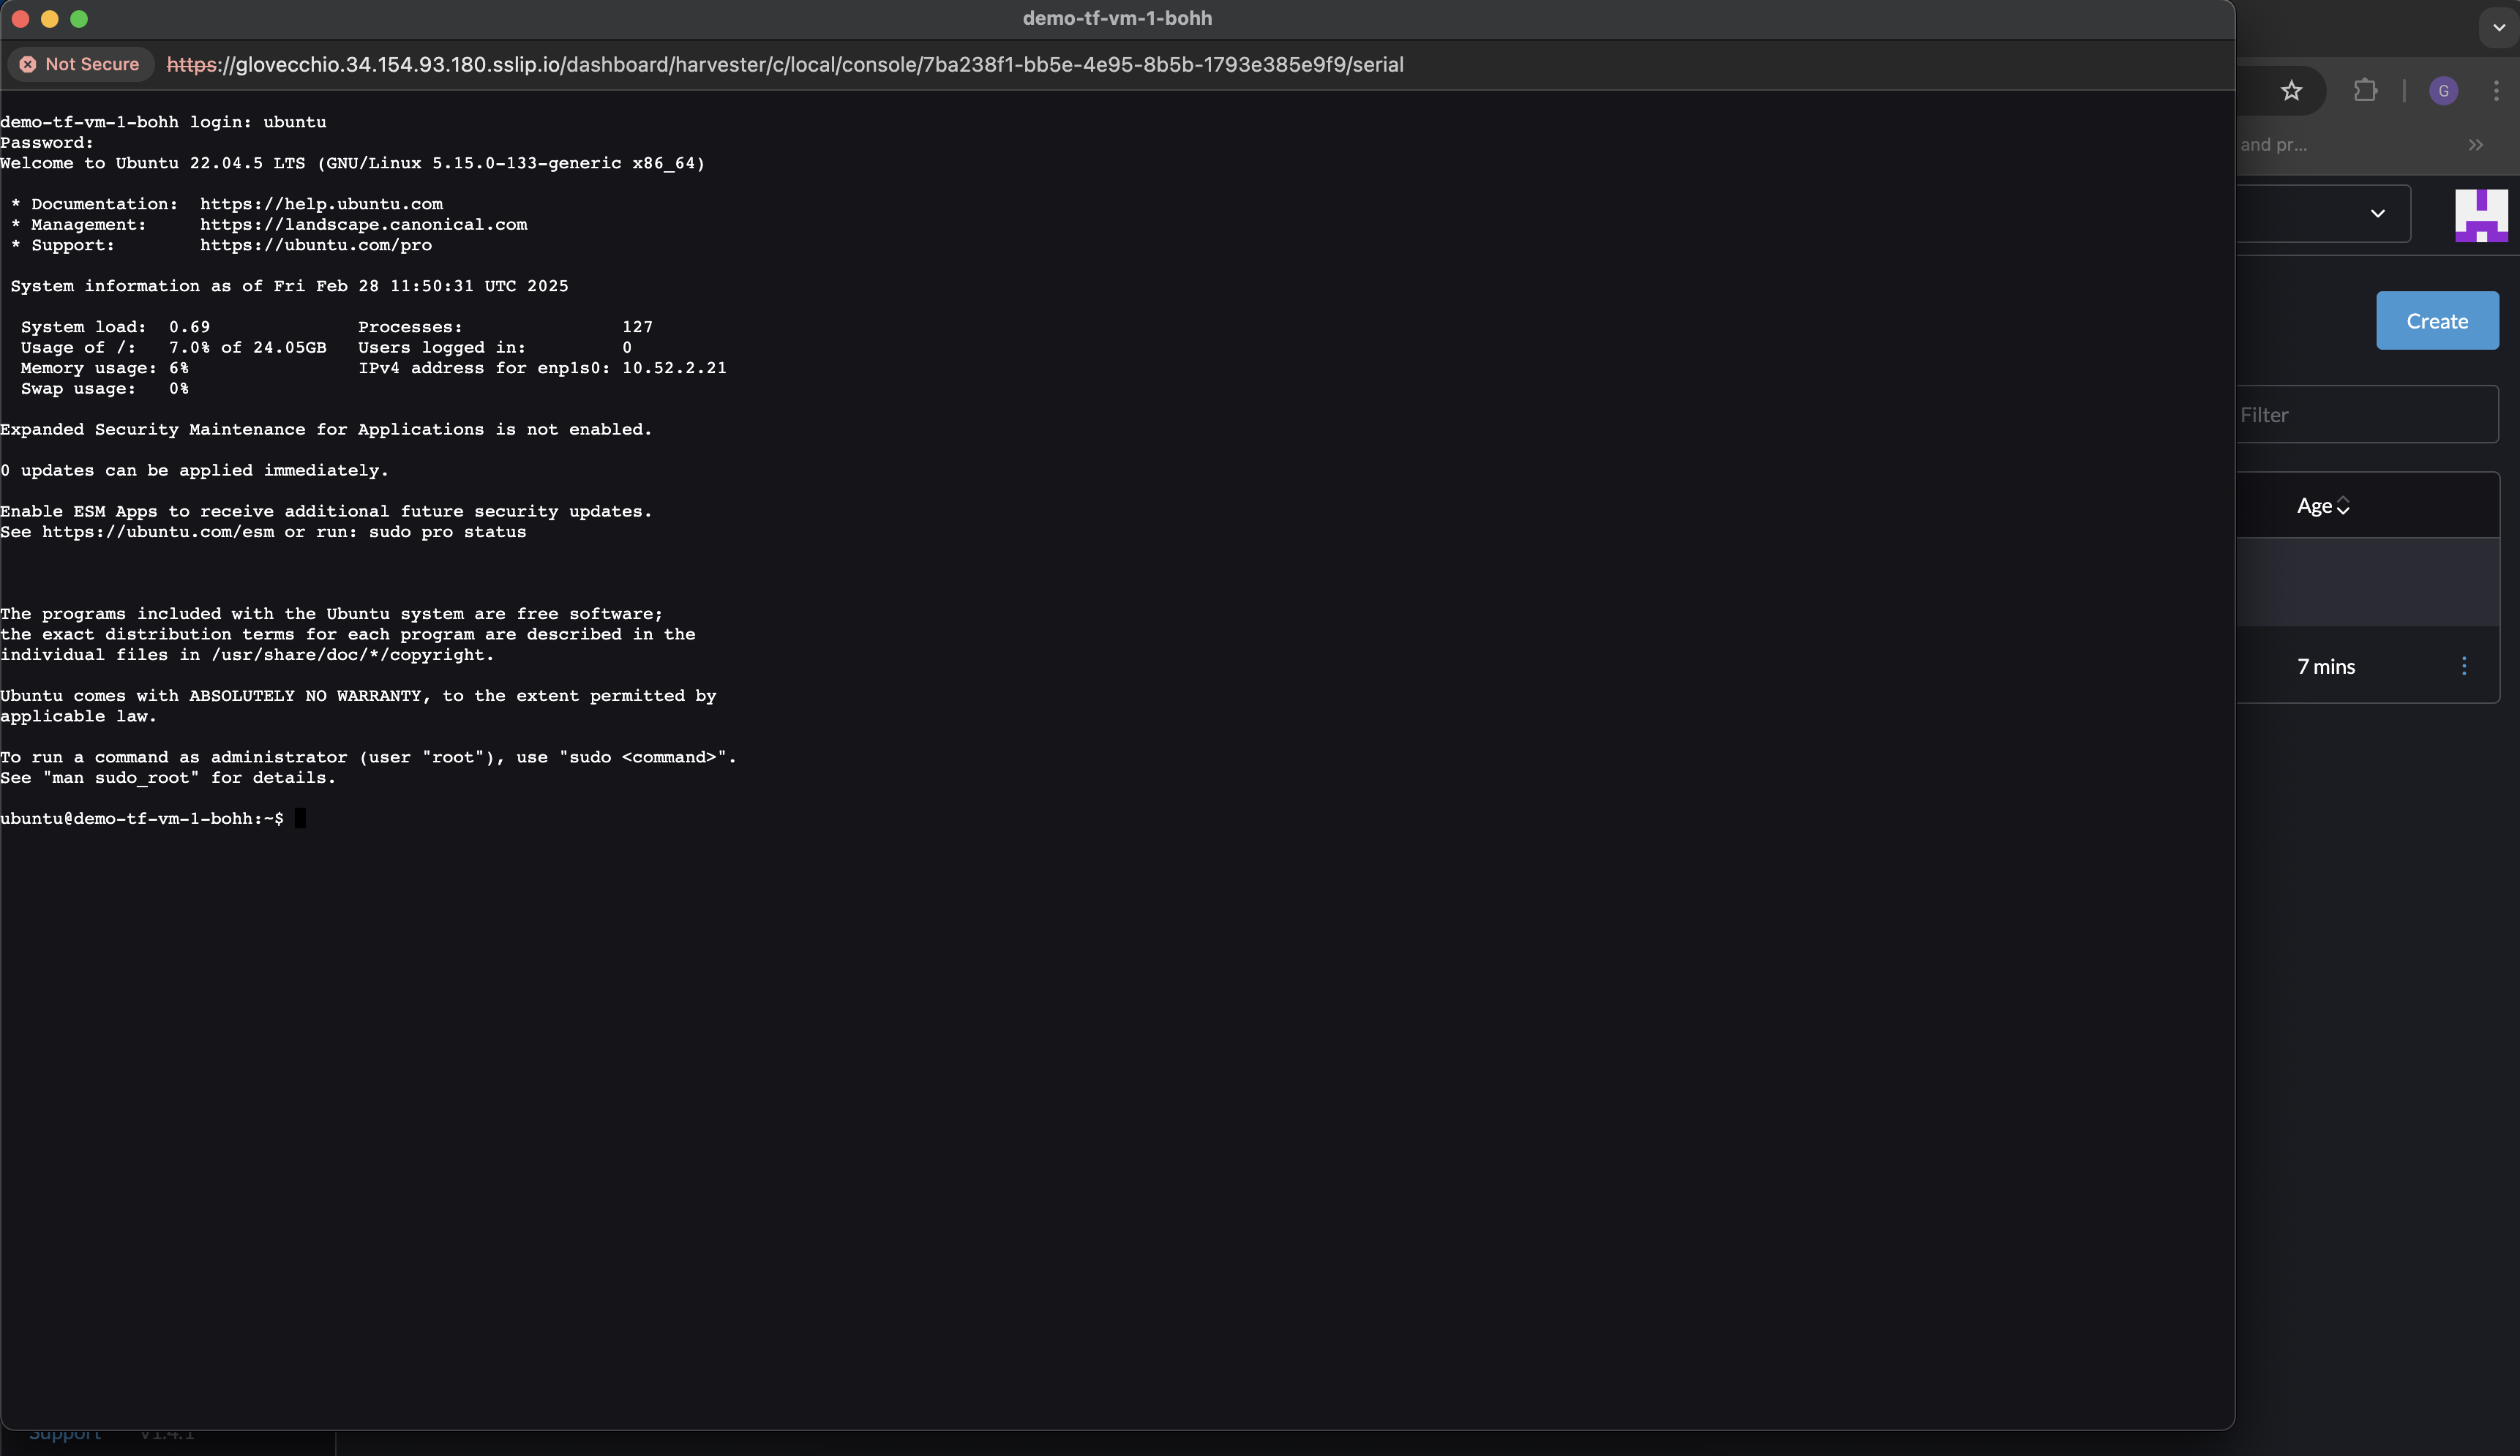 demo-tf-vm-1-bohh
Not Secure https://glovecchio.34.154.93.180.sslip.io/dashboard/harvester/c/local/console/7ba238f1-bb5e-4e95-8b5b-1793e385e9f9/serial
G
and pr...
demo-tf-vm-1-bohh login: ubuntu
Password:
Welcome to Ubuntu 22.04.5 LTS (GNU/Linux 5.15.0-133-generic x86_64)
* Documentation: https://help.ubuntu.com
* Management: https://landscape.canonical.com
* Support: https://ubuntu.com/pro
System information as of Fri Feb 28 11:50:31 UTC 2025
System load: 0.69 Processes: 127
Usage of /: 7.0% of 24.05GB Users logged in: 0
Memory usage: 6% IPv4 address for enp1s0: 10.52.2.21
Swap usage: 0%
Expanded Security Maintenance for Applications is not enabled.
0 updates can be applied immediately.
Enable ESM Apps to receive additional future security updates.
See https://ubuntu.com/esm or run: sudo pro status
The programs included with the Ubuntu system are free software;
the exact distribution terms for each program are described in the
individual files in /usr/share/doc/*/copyright.
Ubuntu comes with ABSOLUTELY NO WARRANTY, to the extent permitted by
applicable law.
To run a command as administrator (user "root"), use "sudo <command>".
See "man sudo_root" for details.
ubuntu@demo-tf-vm-1-bohh:~$
Create
Filter
Age
7 mins
Support v1.4.1